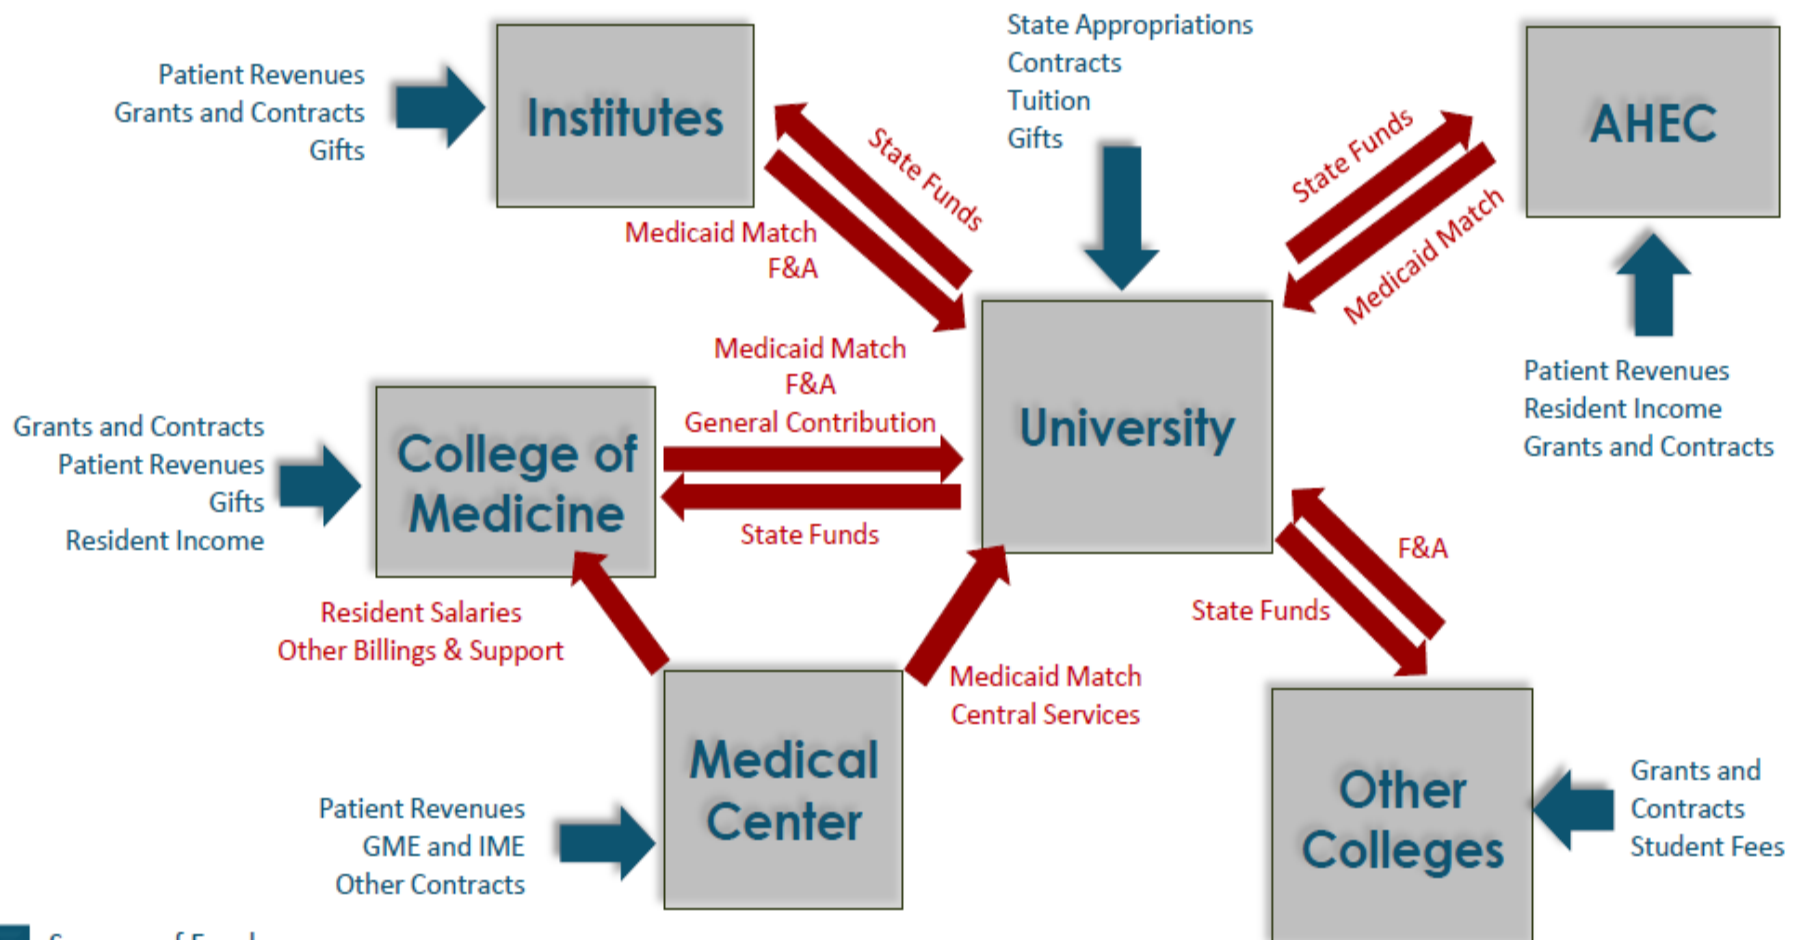 State Appropriations
Contracts
Tuition
Gifts
Patient Revenues
Grants and Contracts
Gifts
Institutes
State Funds
Medicaid Match
F&A
State Funds
Medicaid Match
AHEC
Patient Revenues
Resident Income
Grants and Contracts
Medicaid Match
F&A
General Contribution
State Funds
University
Grants and Contracts
Patient Revenues
Gifts
Resident Income
College of
Medicine
Resident Salaries
Other Billings & Support
Medicaid Match
Central Services
State Funds
F&A
Patient Revenues
GME and IME
Other Contracts
Medical
Center
Other
Colleges
Grants and
Contracts
Student Fees